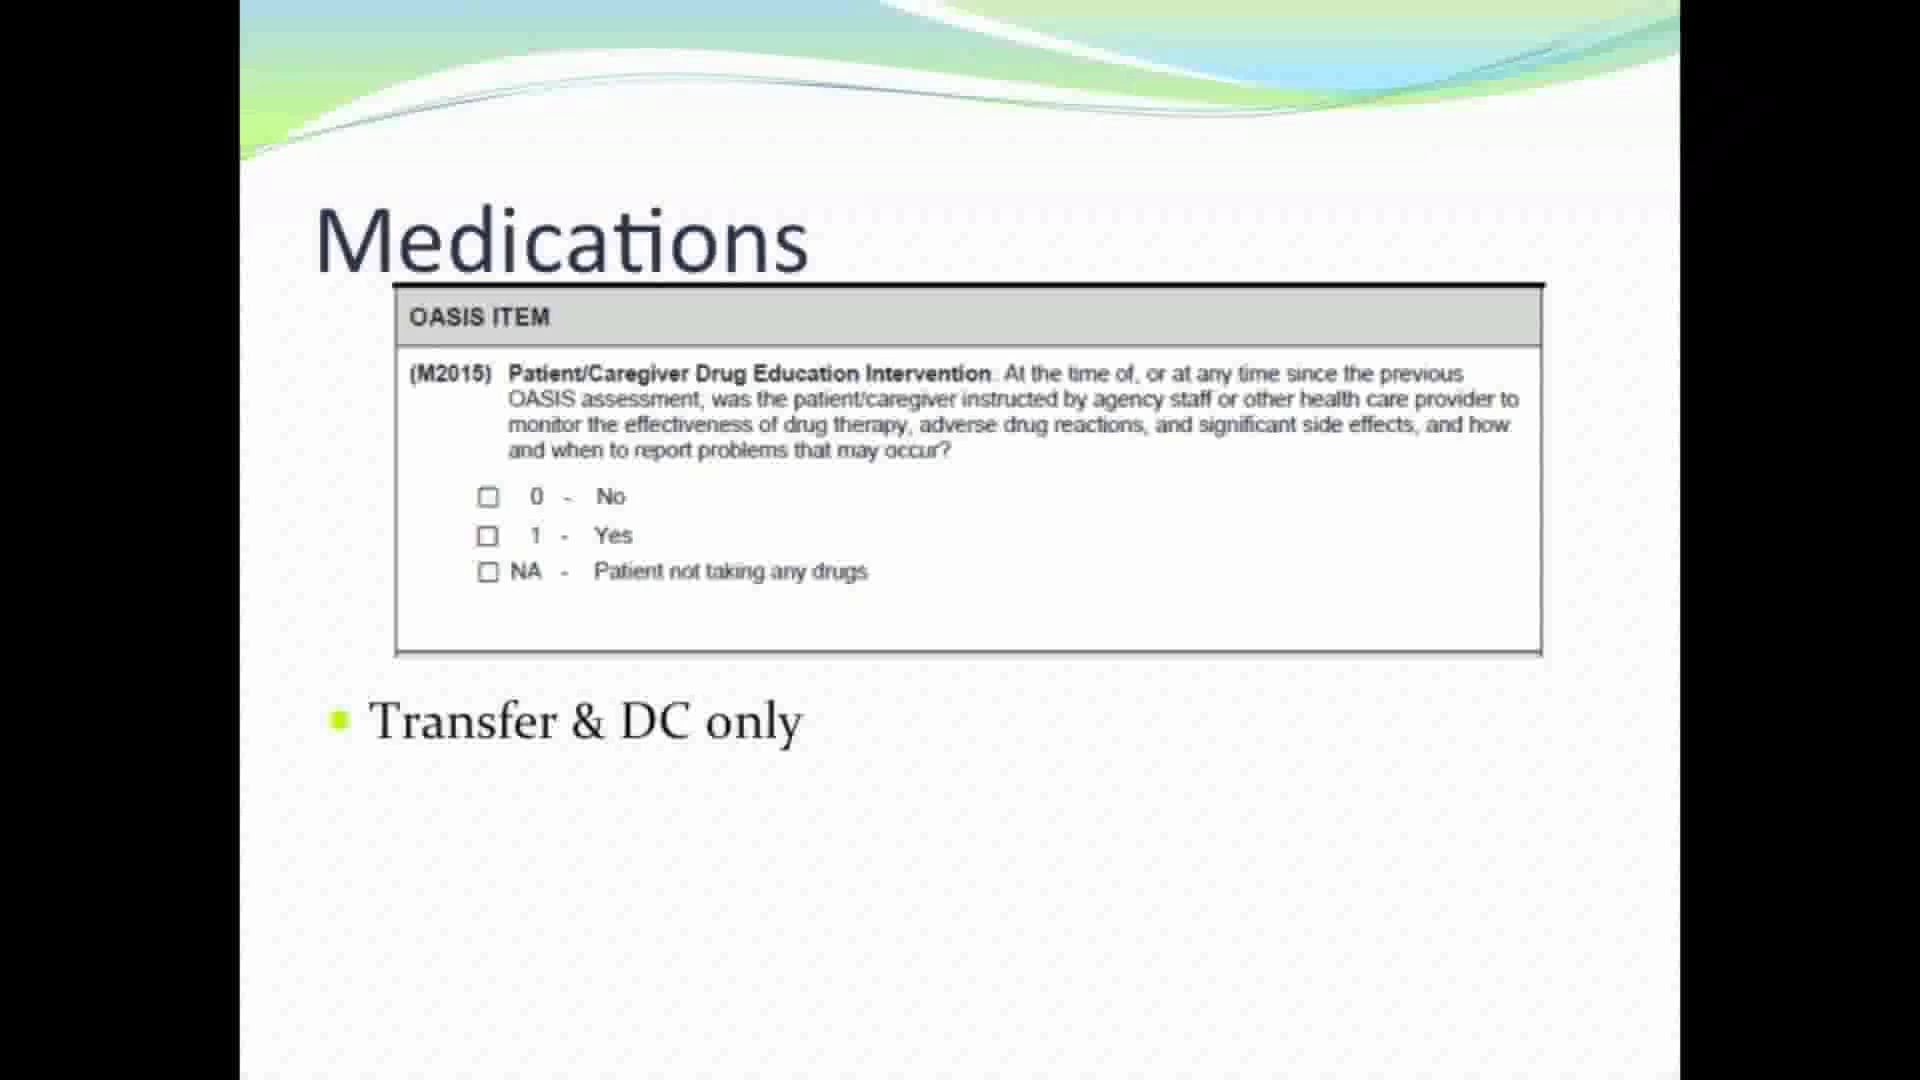 Medications
OASIS ITEM
(M2015) Patient/Caregiver Drug Education Intervention. At the time of, or at any time since the previous
OASIS assessment, was the patient/caregiver instructed by agency staff or other health care provider to
monitor the effectiveness of drug therapy, adverse drug reactions, and significant side effects, and how
and when to report problems that may occur?
0 - No
1 - Yes
NA - Patient not taking any drugs
Transfer & DC only